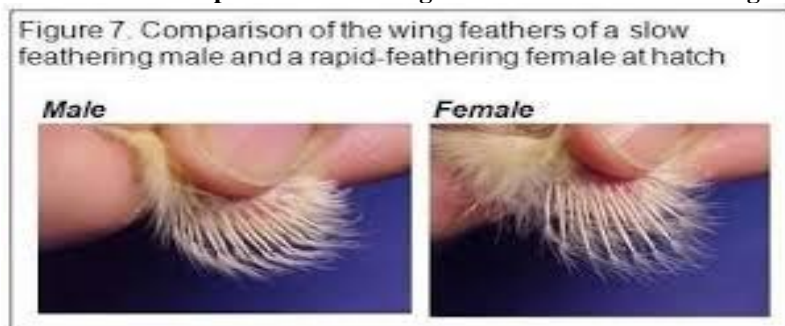 Figure 7. Comparison of the wing feathers of a slow
feathering male and a rapid-feathering female at hatch
Male
Female